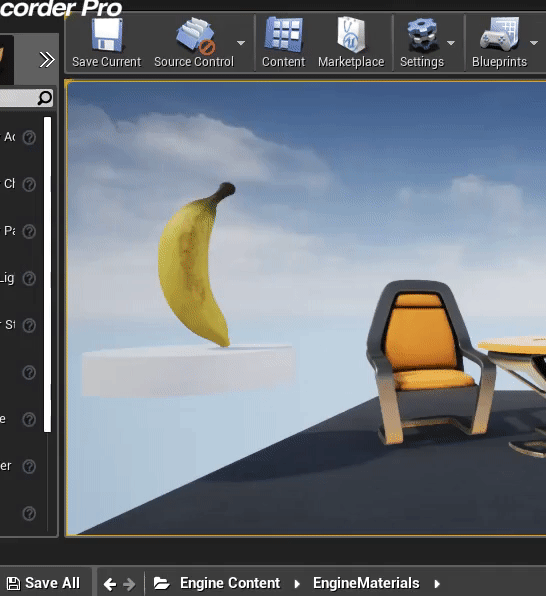 corder Pro
Save Current
Source Control
Content
Marketplace
Settings
Blueprints
Ac
Cl
Pa
Lig
r St
e
er
Save All
Engine Content
EngineMaterials